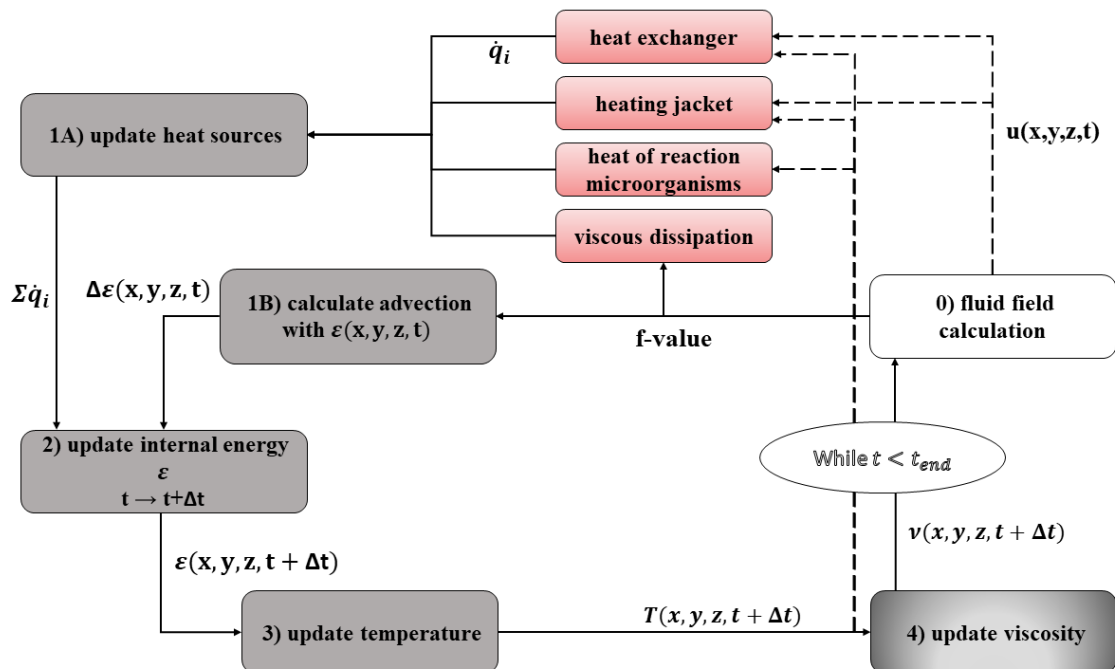 heat exchanger
q̇ᵢ
heating jacket
1A) update heat sources
u(x,y,z,t)
heat of reaction
microorganisms
viscous dissipation
Σq̇ᵢ
Δε(x, y, z, t)
1B) calculate advection
with ε(x, y, z, t)
f-value
0) fluid field
calculation
2) update internal energy
ε
t → t+Δt
While t < t_end
ε(x, y, z, t + Δt)
ν(x, y, z, t + Δt)
3) update temperature
T(x, y, z, t + Δt)
4) update viscosity